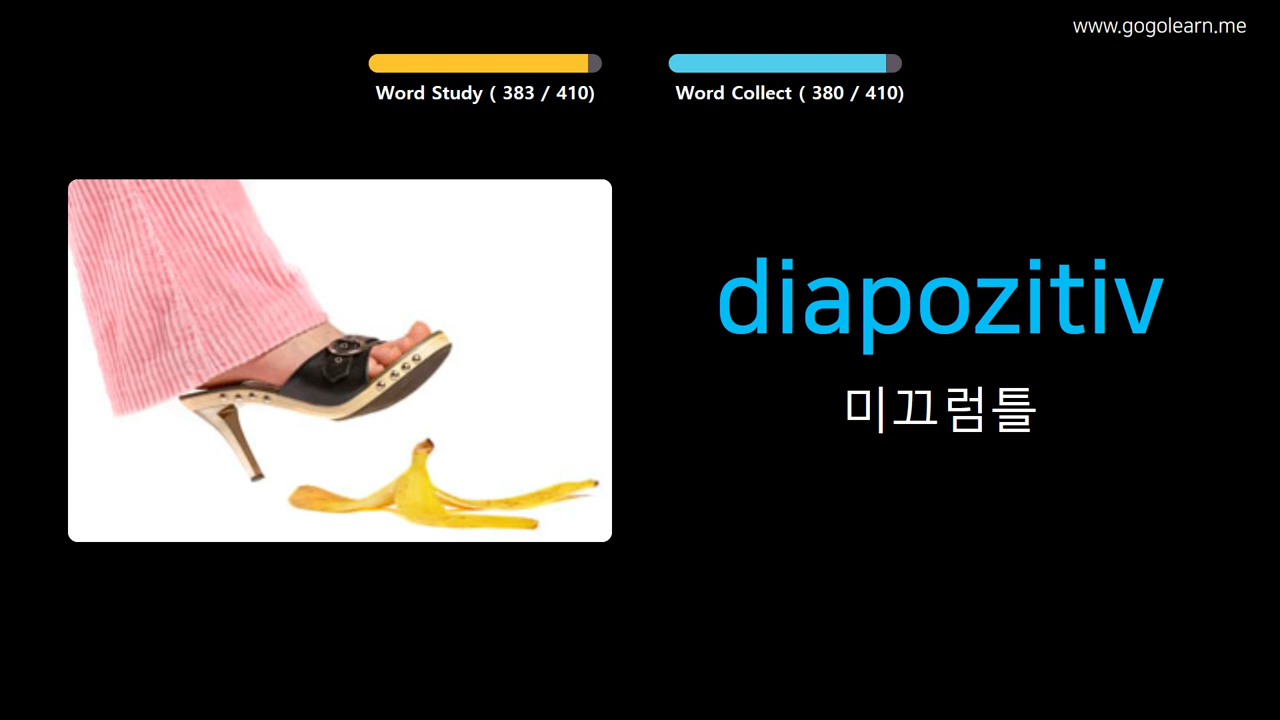 www.gogolearn.me
Word Study ( 383 / 410)
Word Collect ( 380 / 410)
diapozitiv
미끄럼틀